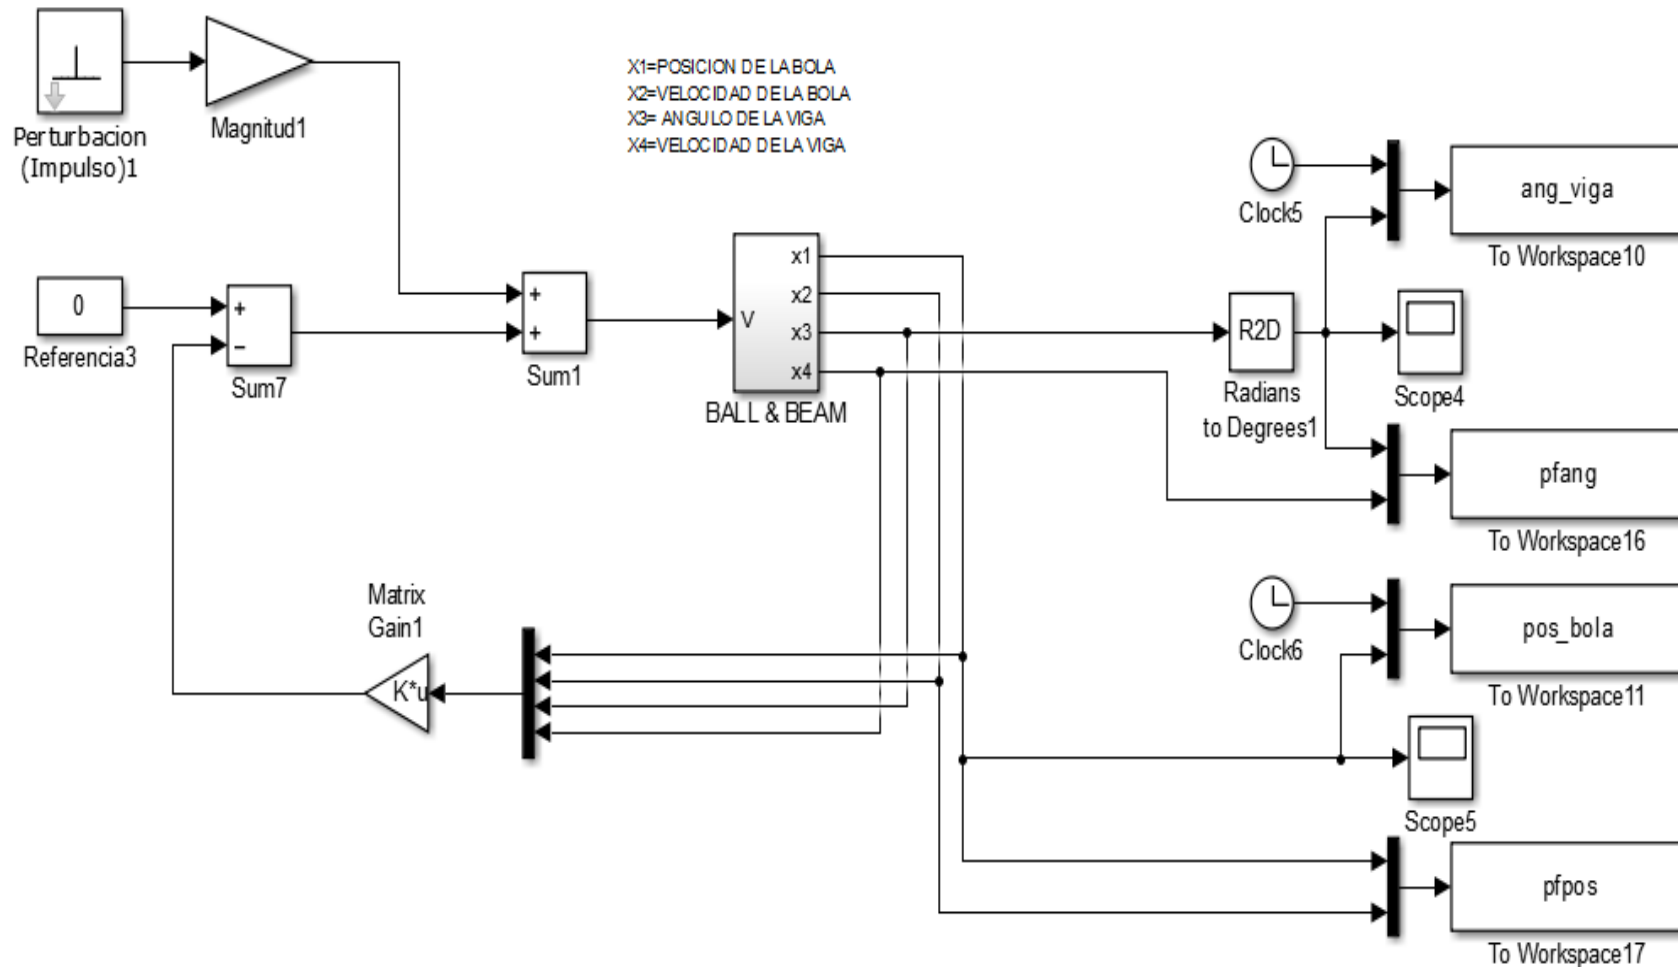 Perturbacion
(Impulso)1
Magnitud1
X1=POSICION DE LA BOLA
X2=VELOCIDAD DE LA BOLA
X3= ANGULO DE LA VIGA
X4=VELOCIDAD DE LA VIGA
Clock5
ang_viga
To Workspace10
0
Referencia3
+
−
Sum7
+
+
Sum1
V
x1
x2
x3
x4
BALL & BEAM
R2D
Radians
to Degrees1
Scope4
pfang
To Workspace16
Matrix
Gain1
K*u
Clock6
pos_bola
To Workspace11
Scope5
pfpos
To Workspace17